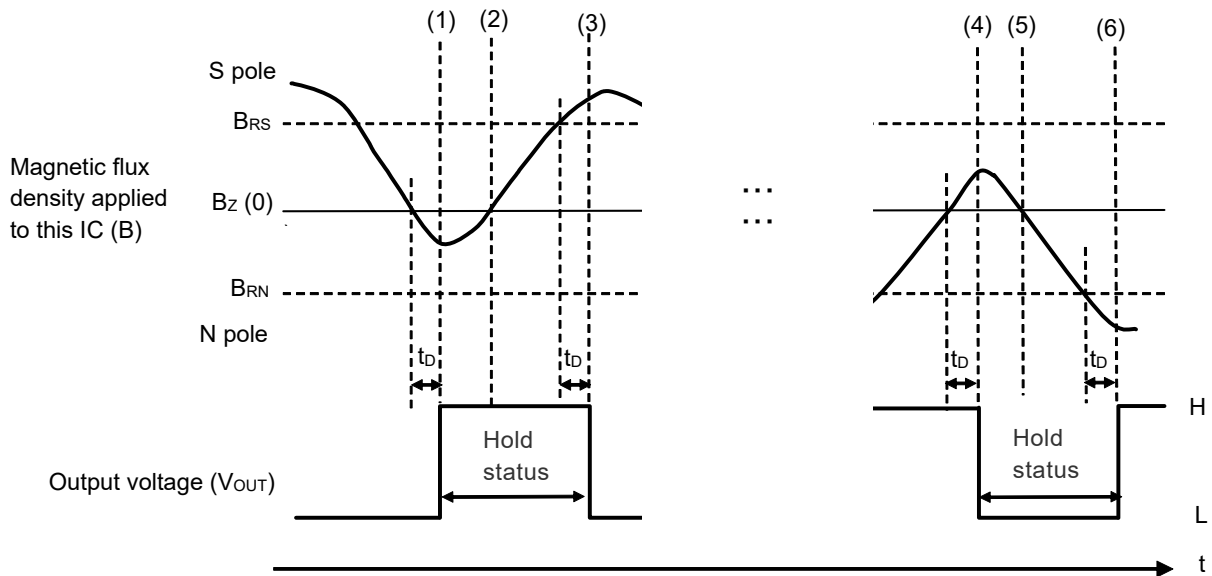 (1)
(2)
(3)
(4)
(5)
(6)
S pole
BRS
Magnetic flux
density applied
to this IC (B)
BZ (0)
...
...
BRN
N pole
tD
tD
tD
tD
H
Hold
status
Hold
status
Output voltage (VOUT)
L
t